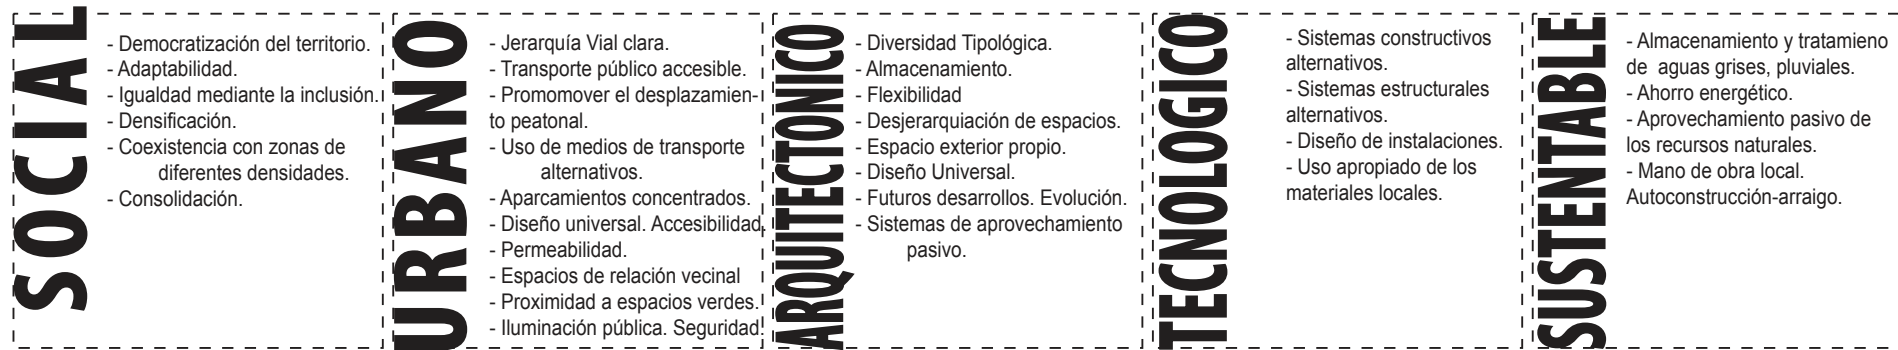 SOCIAL
- Democratización del territorio.
- Adaptabilidad.
- Igualdad mediante la inclusión.
- Densificación.
- Coexistencia con zonas de
diferentes densidades.
- Consolidación.
URBANO
- Jerarquía Vial clara.
- Transporte público accesible.
- Promomover el desplazamien-
to peatonal.
- Uso de medios de transporte
alternativos.
- Aparcamientos concentrados.
- Diseño universal. Accesibilidad.
- Permeabilidad.
- Espacios de relación vecinal
- Proximidad a espacios verdes.
- Iluminación pública. Seguridad.
ARQUITECTONICO
- Diversidad Tipológica.
- Almacenamiento.
- Flexibilidad
- Desjerarquiación de espacios.
- Espacio exterior propio.
- Diseño Universal.
- Futuros desarrollos. Evolución.
- Sistemas de aprovechamiento
pasivo.
TECNOLOGICO
- Sistemas constructivos
alternativos.
- Sistemas estructurales
alternativos.
- Diseño de instalaciones.
- Uso apropiado de los
materiales locales.
SUSTENTABLE
- Almacenamiento y tratamieno
de aguas grises, pluviales.
- Ahorro energético.
- Aprovechamiento pasivo de
los recursos naturales.
- Mano de obra local.
Autoconstrucción-arraigo.